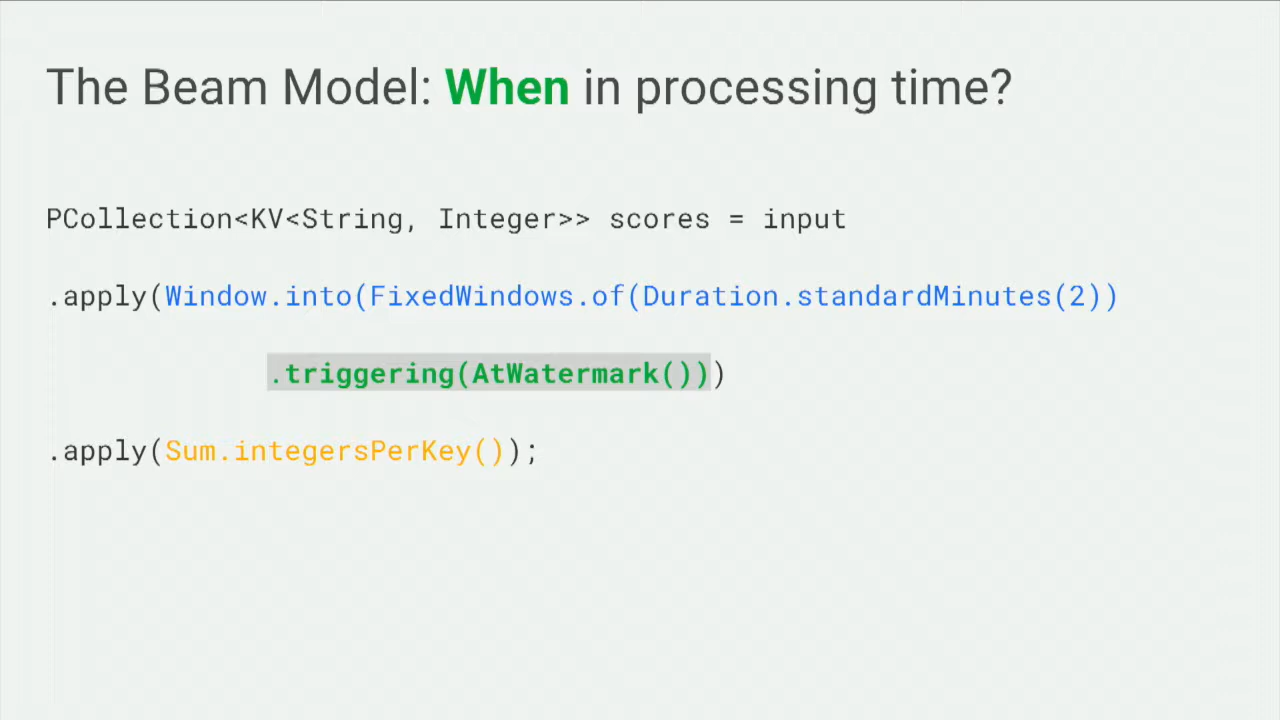 The Beam Model: When in processing time?
PCollection<KV<String, Integer>> scores = input
.apply(Window.into(FixedWindows.of(Duration.standardMinutes(2))
.triggering(AtWatermark()))
.apply(Sum.integersPerKey());